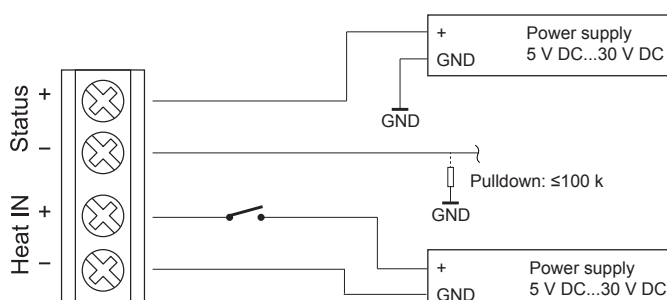 Status
+
−
Heat IN
+
−
+
GND
Power supply
5 V DC...30 V DC
GND
Pulldown: ≤100 k
GND
+
GND
Power supply
5 V DC...30 V DC